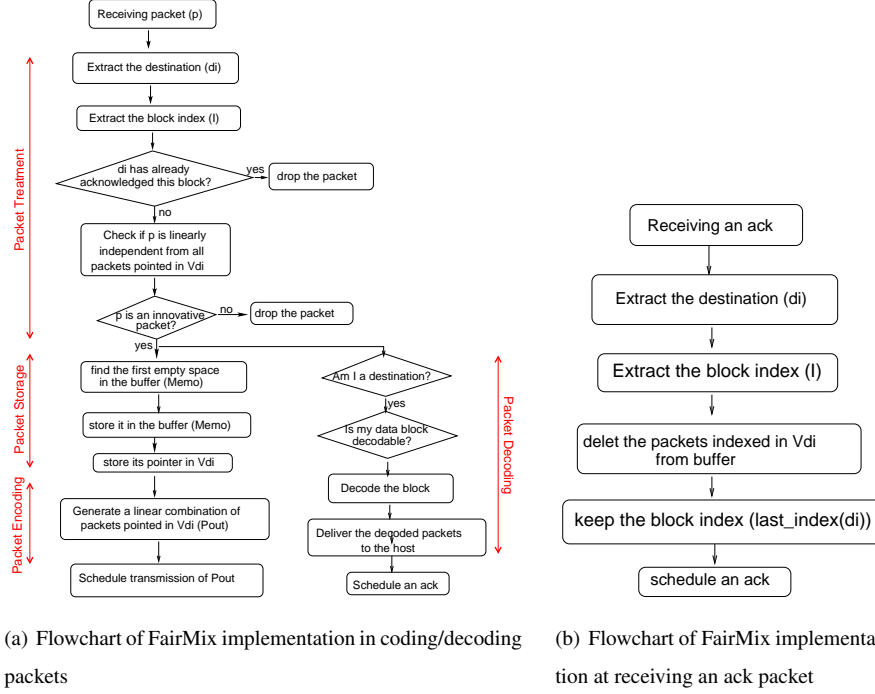 Receiving packet (p)
Extract the destination (di)
Extract the block index (I)
di has already
acknowledged this block?
yes
drop the packet
no
Check if p is linearly
independent from all
packets pointed in Vdi
p is an innovative
packet?
no
drop the packet
yes
find the first empty space
in the buffer (Memo)
store it in the buffer (Memo)
store its pointer in Vdi
Generate a linear combination of
packets pointed in Vdi (Pout)
Schedule transmission of Pout
Am I a destination?
yes
Is my data block
decodable?
Decode the block
Deliver the decoded packets
to the host
Schedule an ack
Packet Treatment
Packet Storage
Packet Encoding
Packet Decoding
(a) Flowchart of FairMix implementation in coding/decoding
packets
Receiving an ack
Extract the destination (di)
Extract the block index (I)
delet the packets indexed in Vdi
from buffer
keep the block index (last_index(di))
schedule an ack
(b) Flowchart of FairMix implementa-
tion at receiving an ack packet